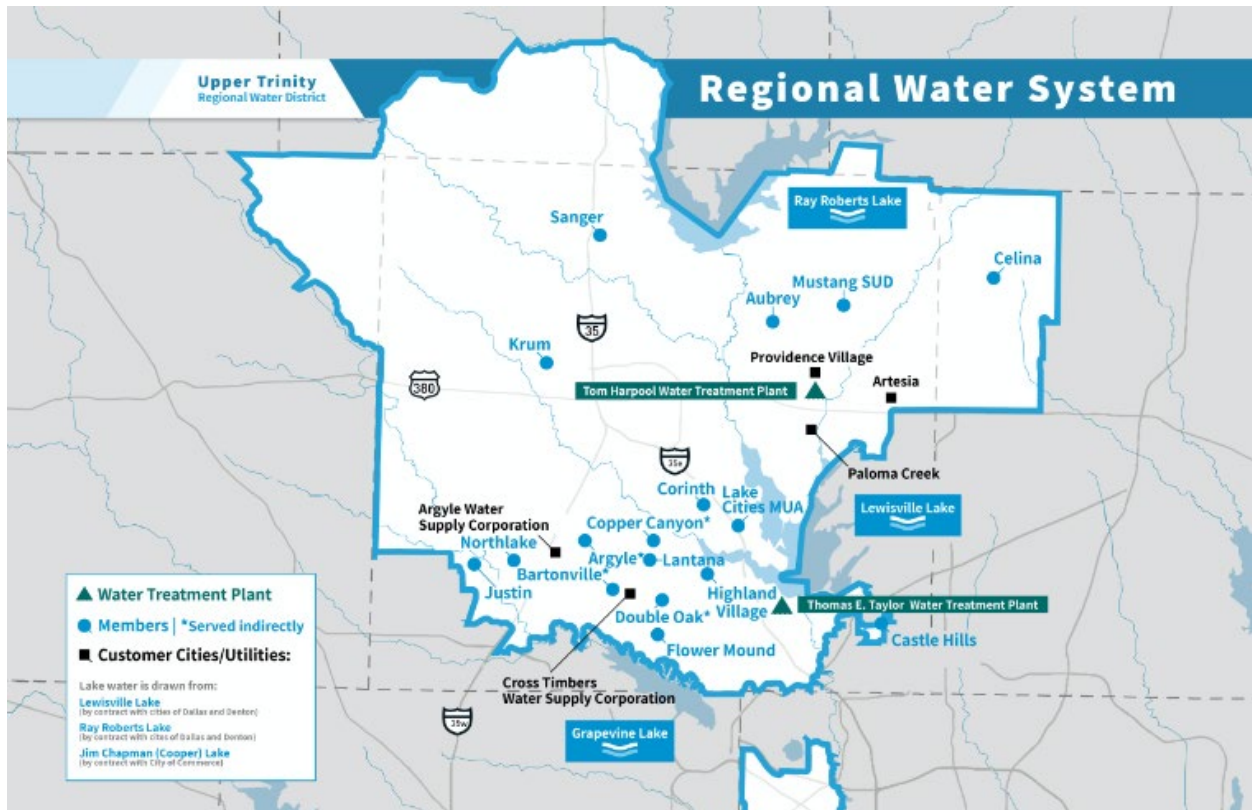 Upper Trinity
Regional Water District
Regional Water System
Ray Roberts Lake
Sanger
Celina
Mustang SUD
Aubrey
35
Krum
Providence Village
380
Tom Harpool Water Treatment Plant
Artesia
35e
Paloma Creek
Corinth
Lake
Cities MUA
Lewisville Lake
Argyle Water
Supply Corporation
Copper Canyon*
Northlake
Argyle*
Lantana
Bartonville*
Justin
Highland
Village
Thomas E. Taylor Water Treatment Plant
Double Oak*
Castle Hills
Flower Mound
Cross Timbers
Water Supply Corporation
35w
Grapevine Lake
Water Treatment Plant
Members | *Served indirectly
Customer Cities/Utilities:
Lake water is drawn from:
Lewisville Lake
(by contract with cities of Dallas and Denton)
Ray Roberts Lake
(by contract with cites of Dallas and Denton)
Jim Chapman (Cooper) Lake
(by contract with City of Commerce)